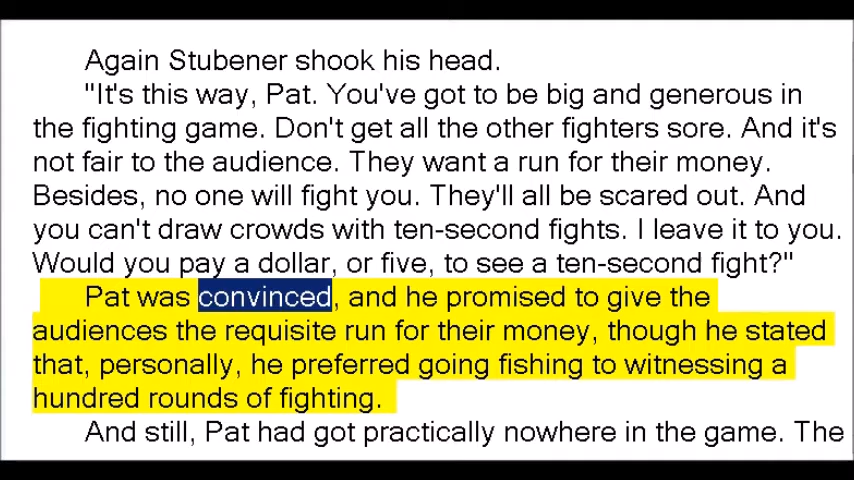 Again Stubener shook his head.
"It's this way, Pat. You've got to be big and generous in
the fighting game. Don't get all the other fighters sore. And it's
not fair to the audience. They want a run for their money.
Besides, no one will fight you. They'll all be scared out. And
you can't draw crowds with ten-second fights. I leave it to you.
Would you pay a dollar, or five, to see a ten-second fight?"
Pat was convinced, and he promised to give the
audiences the requisite run for their money, though he stated
that, personally, he preferred going fishing to witnessing a
hundred rounds of fighting.
And still, Pat had got practically nowhere in the game. The